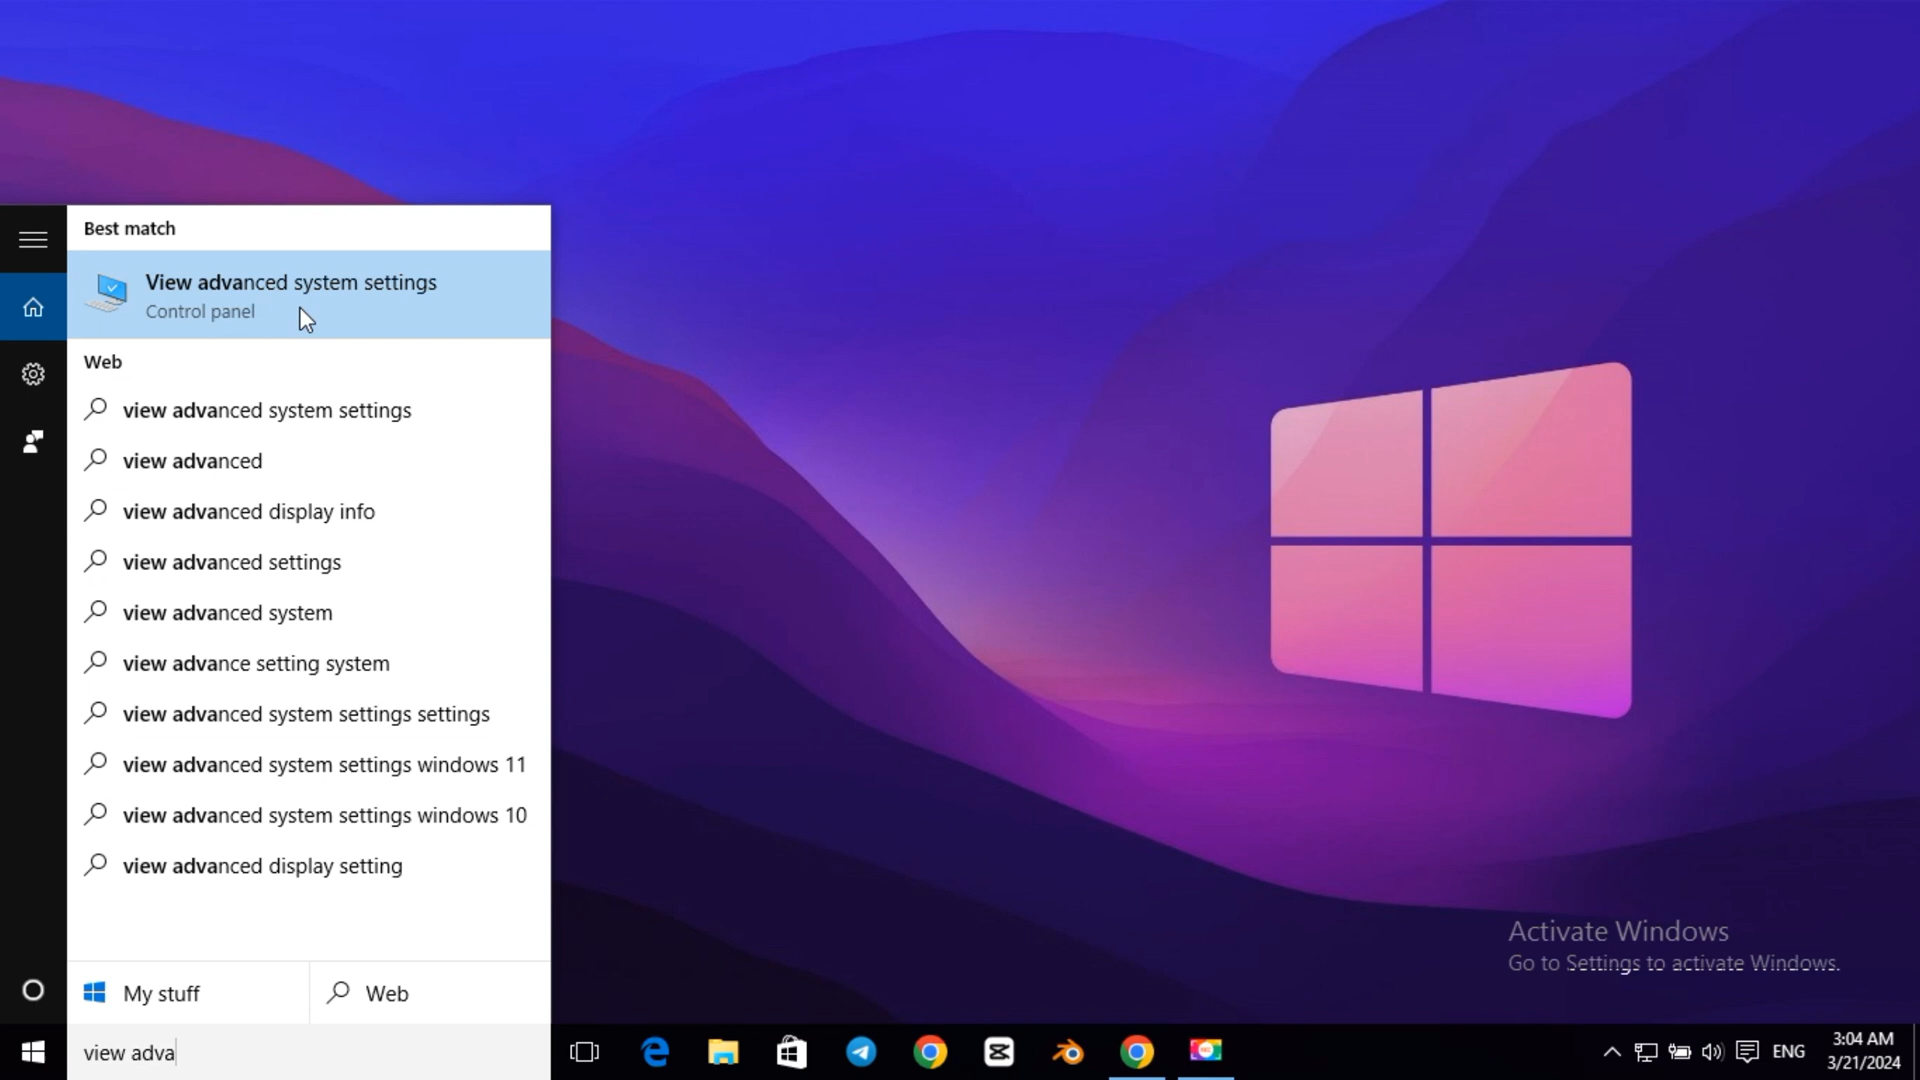 Best match
View advanced system settings
Control panel
Web
view advanced system settings
view advanced
view advanced display info
view advanced settings
view advanced system
view advance setting system
view advanced system settings settings
view advanced system settings windows 11
view advanced system settings windows 10
view advanced display setting
My stuff
Web
view adva
Activate Windows
Go to Settings to activate Windows.
ENG
3:04 AM
3/21/2024